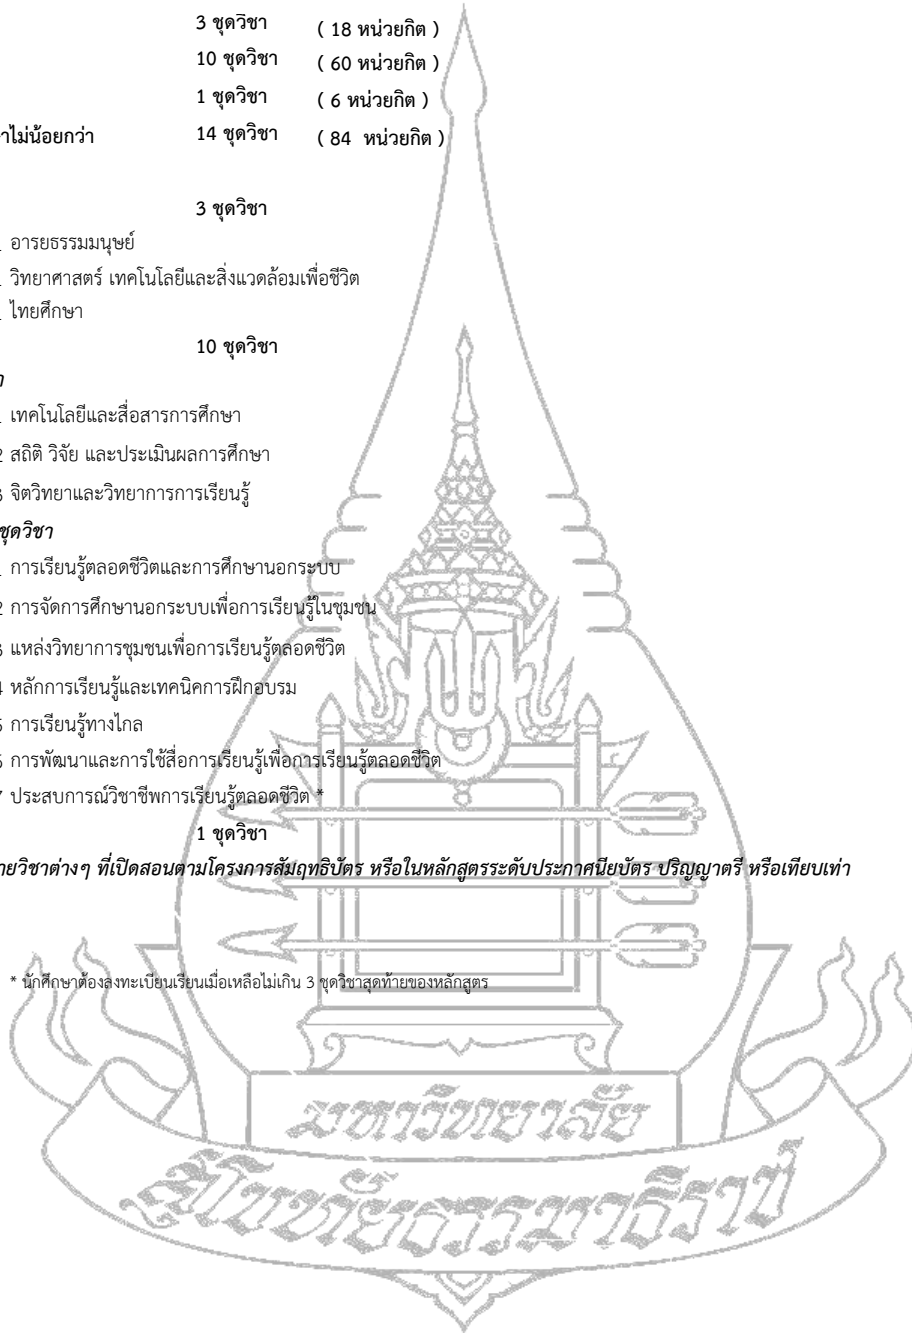 3 ชุดวิชา ( 18 หน่วยกิต )
10 ชุดวิชา ( 60 หน่วยกิต )
1 ชุดวิชา ( 6 หน่วยกิต )
าไม่น้อยกว่า 14 ชุดวิชา ( 84 หน่วยกิต )
3 ชุดวิชา
อารยธรรมมนุษย์
วิทยาศาสตร์ เทคโนโลยีและสิ่งแวดล้อมเพื่อชีวิต
ไทยศึกษา
10 ชุดวิชา
เทคโนโลยีและสื่อสารการศึกษา
2 สถิติ วิจัย และประเมินผลการศึกษา
3 จิตวิทยาและวิทยาการการเรียนรู้
ชุดวิชา
การเรียนรู้ตลอดชีวิตและการศึกษานอกระบบ
2 การจัดการศึกษานอกระบบเพื่อการเรียนรู้ในชุมชน
3 แหล่งวิทยาการชุมชนเพื่อการเรียนรู้ตลอดชีวิต
4 หลักการเรียนรู้และเทคนิคการฝึกอบรม
5 การเรียนรู้ทางไกล
6 การพัฒนาและการใช้สื่อการเรียนรู้เพื่อการเรียนรู้ตลอดชีวิต
7 ประสบการณ์วิชาชีพการเรียนรู้ตลอดชีวิต *
1 ชุดวิชา
ายวิชาต่างๆ ที่เปิดสอนตามโครงการสัมฤทธิบัตร หรือในหลักสูตรระดับประกาศนียบัตร ปริญญาตรี หรือเทียบเท่า
* นักศึกษาต้องลงทะเบียนเรียนเมื่อเหลือไม่เกิน 3 ชุดวิชาสุดท้ายของหลักสูตร
มหาวิทยาลัย
สุโขทัยธรรมาธิราช